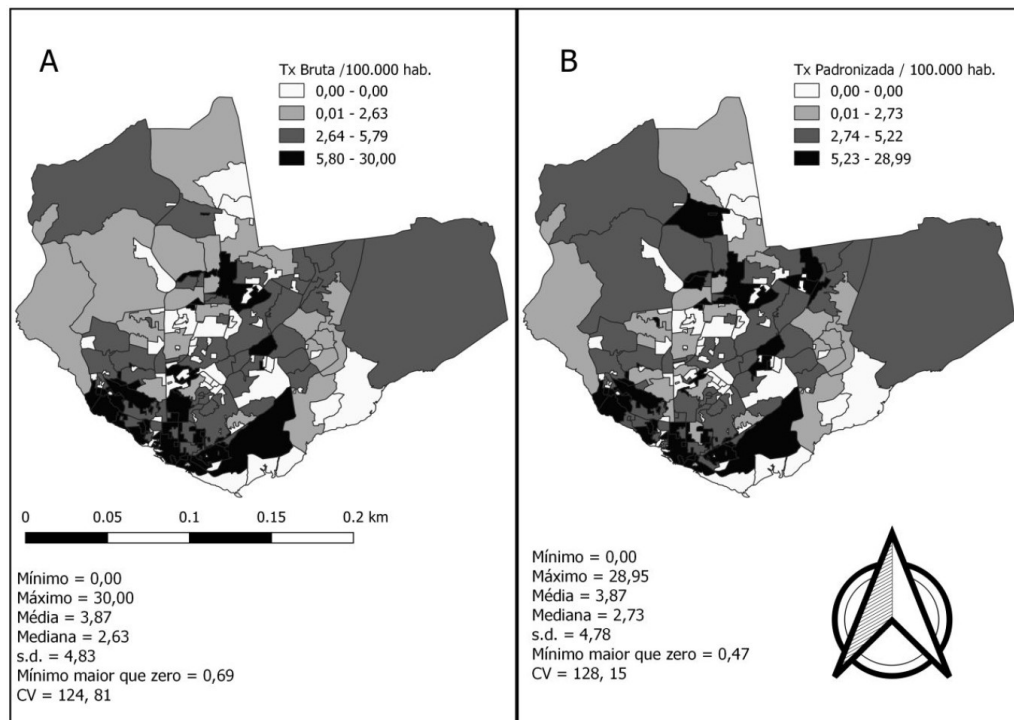 A
Tx Bruta /100.000 hab.
0,00 - 0,00
0,01 - 2,63
2,64 - 5,79
5,80 - 30,00
0 0.05 0.1 0.15 0.2 km
Mínimo = 0,00
Máximo = 30,00
Média = 3,87
Mediana = 2,63
s.d. = 4,83
Mínimo maior que zero = 0,69
CV = 124, 81
B
Tx Padronizada / 100.000 hab.
0,00 - 0,00
0,01 - 2,73
2,74 - 5,22
5,23 - 28,99
Mínimo = 0,00
Máximo = 28,95
Média = 3,87
Mediana = 2,73
s.d. = 4,78
Mínimo maior que zero = 0,47
CV = 128, 15